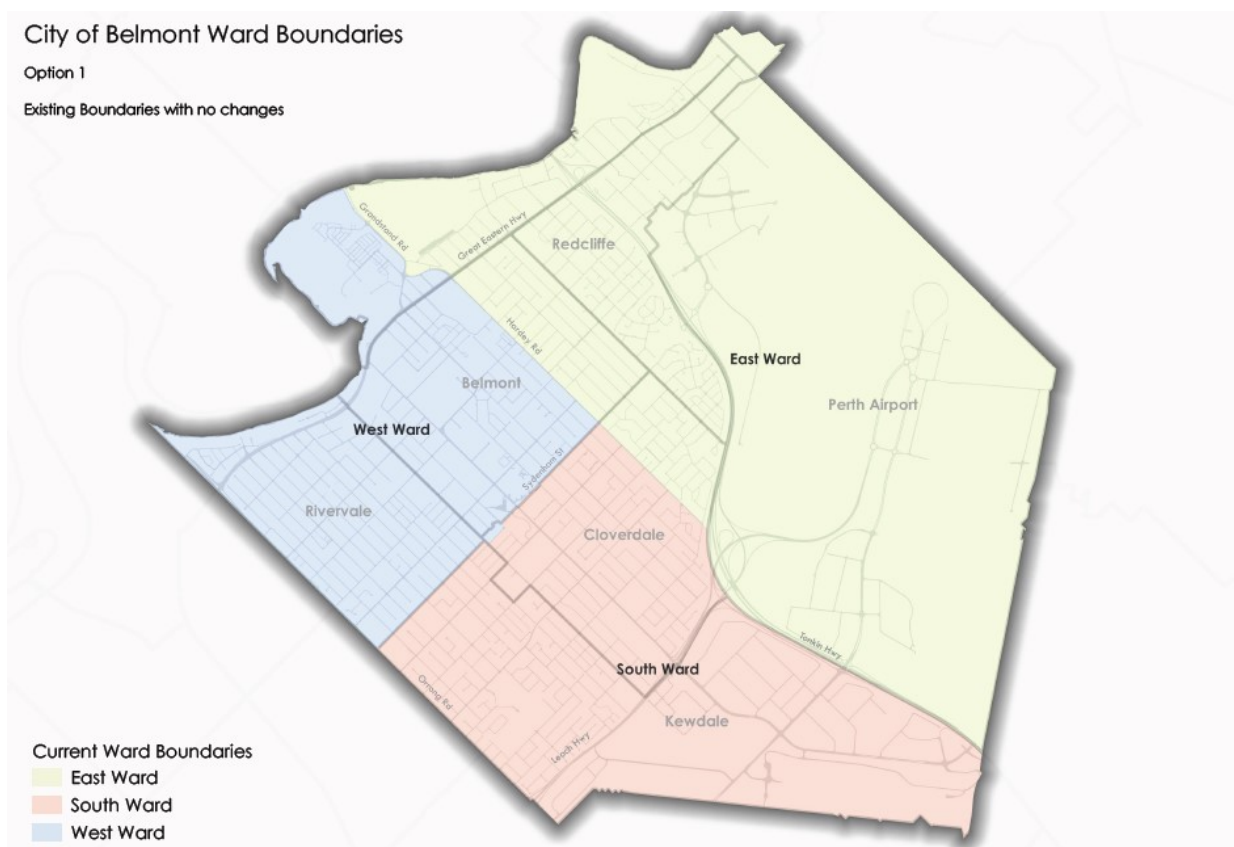 City of Belmont Ward Boundaries
Option 1
Existing Boundaries with no changes
Grandstand Rd
Great Eastern Hwy
Redcliffe
Hardey Rd
East Ward
Belmont
Perth Airport
West Ward
Sydenham St
Rivervale
Cloverdale
Tonkin Hwy
South Ward
Orrong Rd
Kewdale
Leach Hwy
Current Ward Boundaries
East Ward
South Ward
West Ward